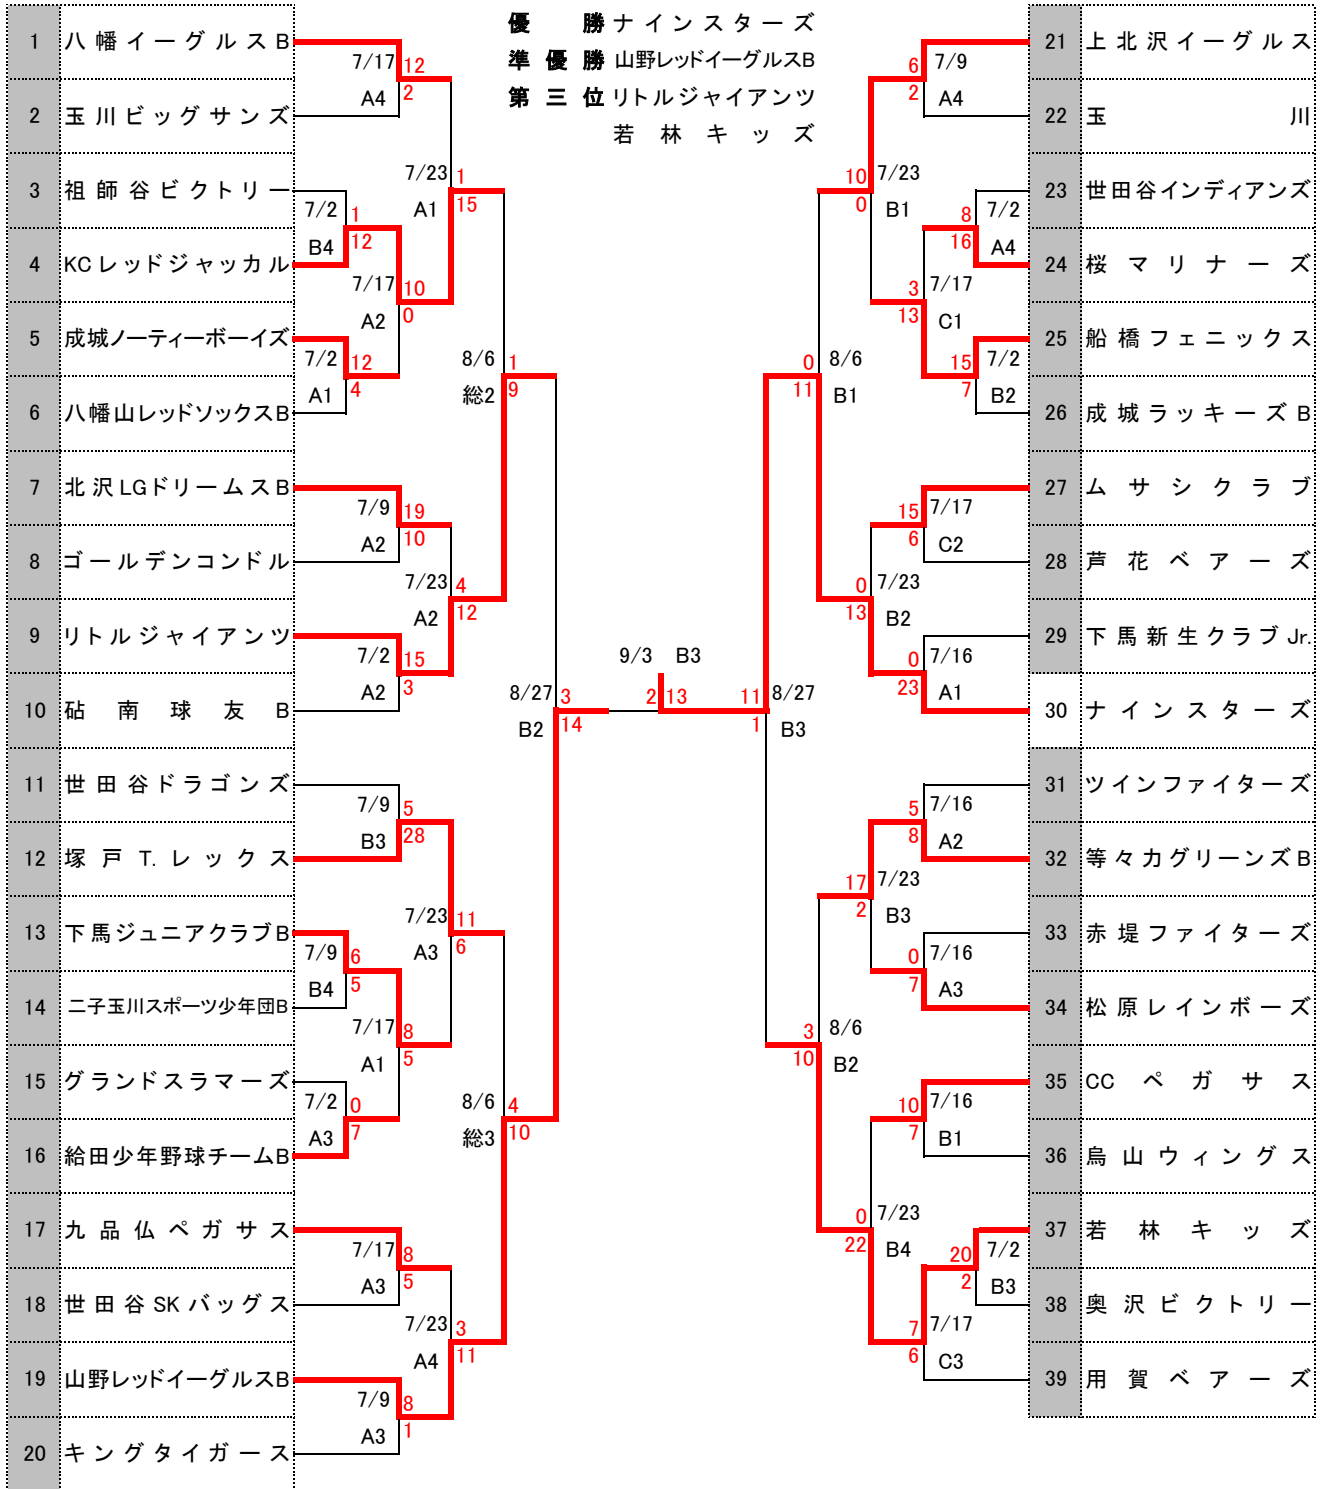 優勝 ナインスターズ
準優勝 山野レッドイーグルスB
第三位 リトルジャイアンツ
若林キッズ
1 八幡イーグルスB
7/17 12
A4 2
2 玉川ビッグサンズ
7/23 1
A1 15
3 祖師谷ビクトリー
7/2 1
B4 12
4 KCレッドジャッカル
7/17 10
A2 0
5 成城ノーティーボーイズ
7/2 12
A1 4
6 八幡山レッドソックスB
8/6 1
総2 9
7 北沢LGドリームスB
7/9 19
A2 10
8 ゴールデンコンドル
7/23 4
A2 12
9 リトルジャイアンツ
7/2 15
A2 3
10 砧南球友B
8/27 3
B2 14
11 世田谷ドラゴンズ
7/9 5
B3 28
12 塚戸T.レックス
7/23 11
A3 6
13 下馬ジュニアクラブB
7/9 6
B4 5
14 二子玉川スポーツ少年団B
7/17 8
A1 5
15 グランドスラマーズ
7/2 0
A3 7
16 給田少年野球チームB
8/6 4
総3 10
17 九品仏ペガサス
7/17 8
A3 5
18 世田谷SKバッグス
7/23 3
A4 11
19 山野レッドイーグルスB
7/9 8
A3 1
20 キングタイガース
9/3 B3
2 13
21 上北沢イーグルス
6 7/9
2 A4
22 玉川
10 7/23
0 B1
23 世田谷インディアンズ
8 7/2
16 A4
24 桜マリナーズ
3 7/17
13 C1
25 船橋フェニックス
15 7/2
7 B2
26 成城ラッキーズB
0 8/6
11 B1
27 ムサシクラブ
15 7/17
6 C2
28 芦花ベアーズ
0 7/23
13 B2
29 下馬新生クラブJr.
0 7/16
23 A1
30 ナインスターズ
11 8/27
1 B3
31 ツインファイターズ
5 7/16
8 A2
32 等々力グリーンズB
17 7/23
2 B3
33 赤堤ファイターズ
0 7/16
7 A3
34 松原レインボーズ
3 8/6
10 B2
35 CCペガサス
10 7/16
7 B1
36 烏山ウィングス
0 7/23
22 B4
37 若林キッズ
20 7/2
2 B3
38 奥沢ビクトリー
7 7/17
6 C3
39 用賀ベアーズ